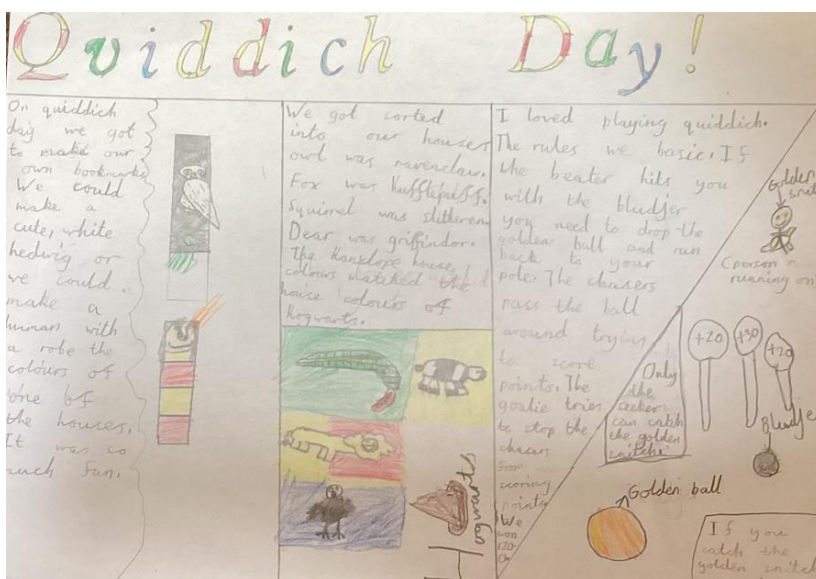 Quiddich Day!
On quiddich
day we got
to make our
own bookmarks
We could
make a
cute, white
hedwig or
we could.
make a
human with
a robe the
colours of
one of
the houses.
It was so
much fun.
We got sorted
into our houses
owl was ravenclaw.
Fox was Hufflepuff.
Squirrel was slitheren
Dear was griffindor.
The house
colours matched the
house colours of
hogwarts.
Hogwarts
I loved playing quiddich.
The rules we basic. If
the beater hits you
with the bludjer
you need to drop the
golden ball and run
back to your
pole. The chasers
pass the ball
around trying
to score
points. The
goalie tries
to stop the
chasers
from
scoring
points
We
won
Only
the
seeker
can catch
the golden
snitch
Golden
(person
running
+20
+30
+20
Bludje
Golden ball
If you
catch the
golden snitch